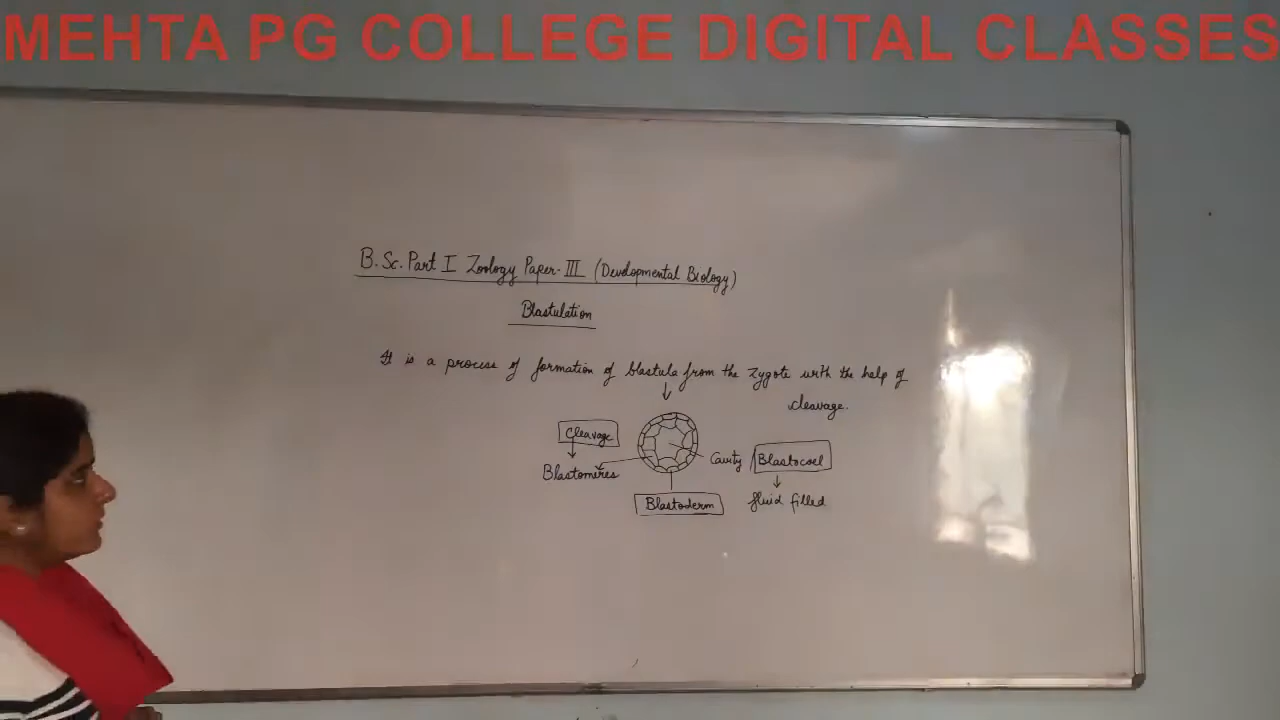 MEHTA PG COLLEGE DIGITAL CLASSES
B.Sc. Part I Zoology Paper-III (Developmental Biology)
Blastulation
It is a process of formation of blastula from the zygote with the help of
cleavage.
cleavage
Blastomeres
Cavity Blastocoel
Blastoderm
fluid filled